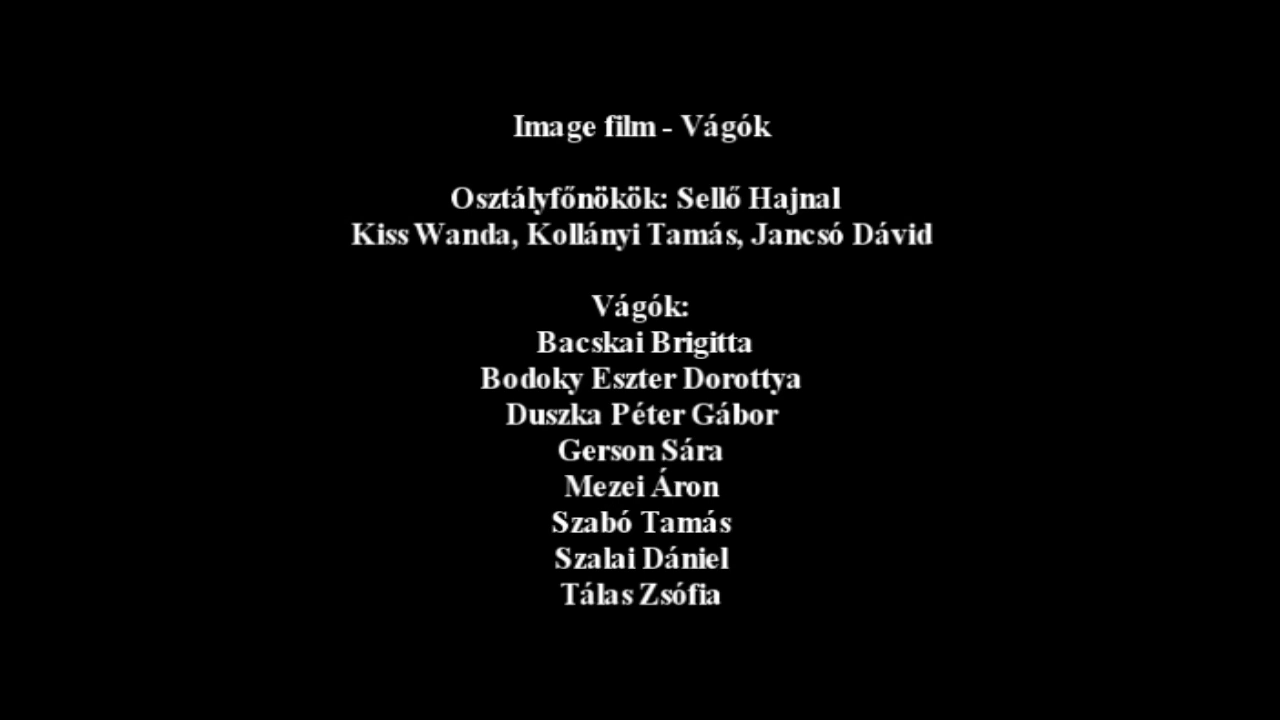 Image film - Vágók
Osztályfőnökök: Sellő Hajnal
Kiss Wanda, Kollányi Tamás, Jancsó Dávid
Vágók:
Bacskai Brigitta
Bodoky Eszter Dorottya
Duszka Péter Gábor
Gerson Sára
Mezei Áron
Szabó Tamás
Szalai Dániel
Tálas Zsófia